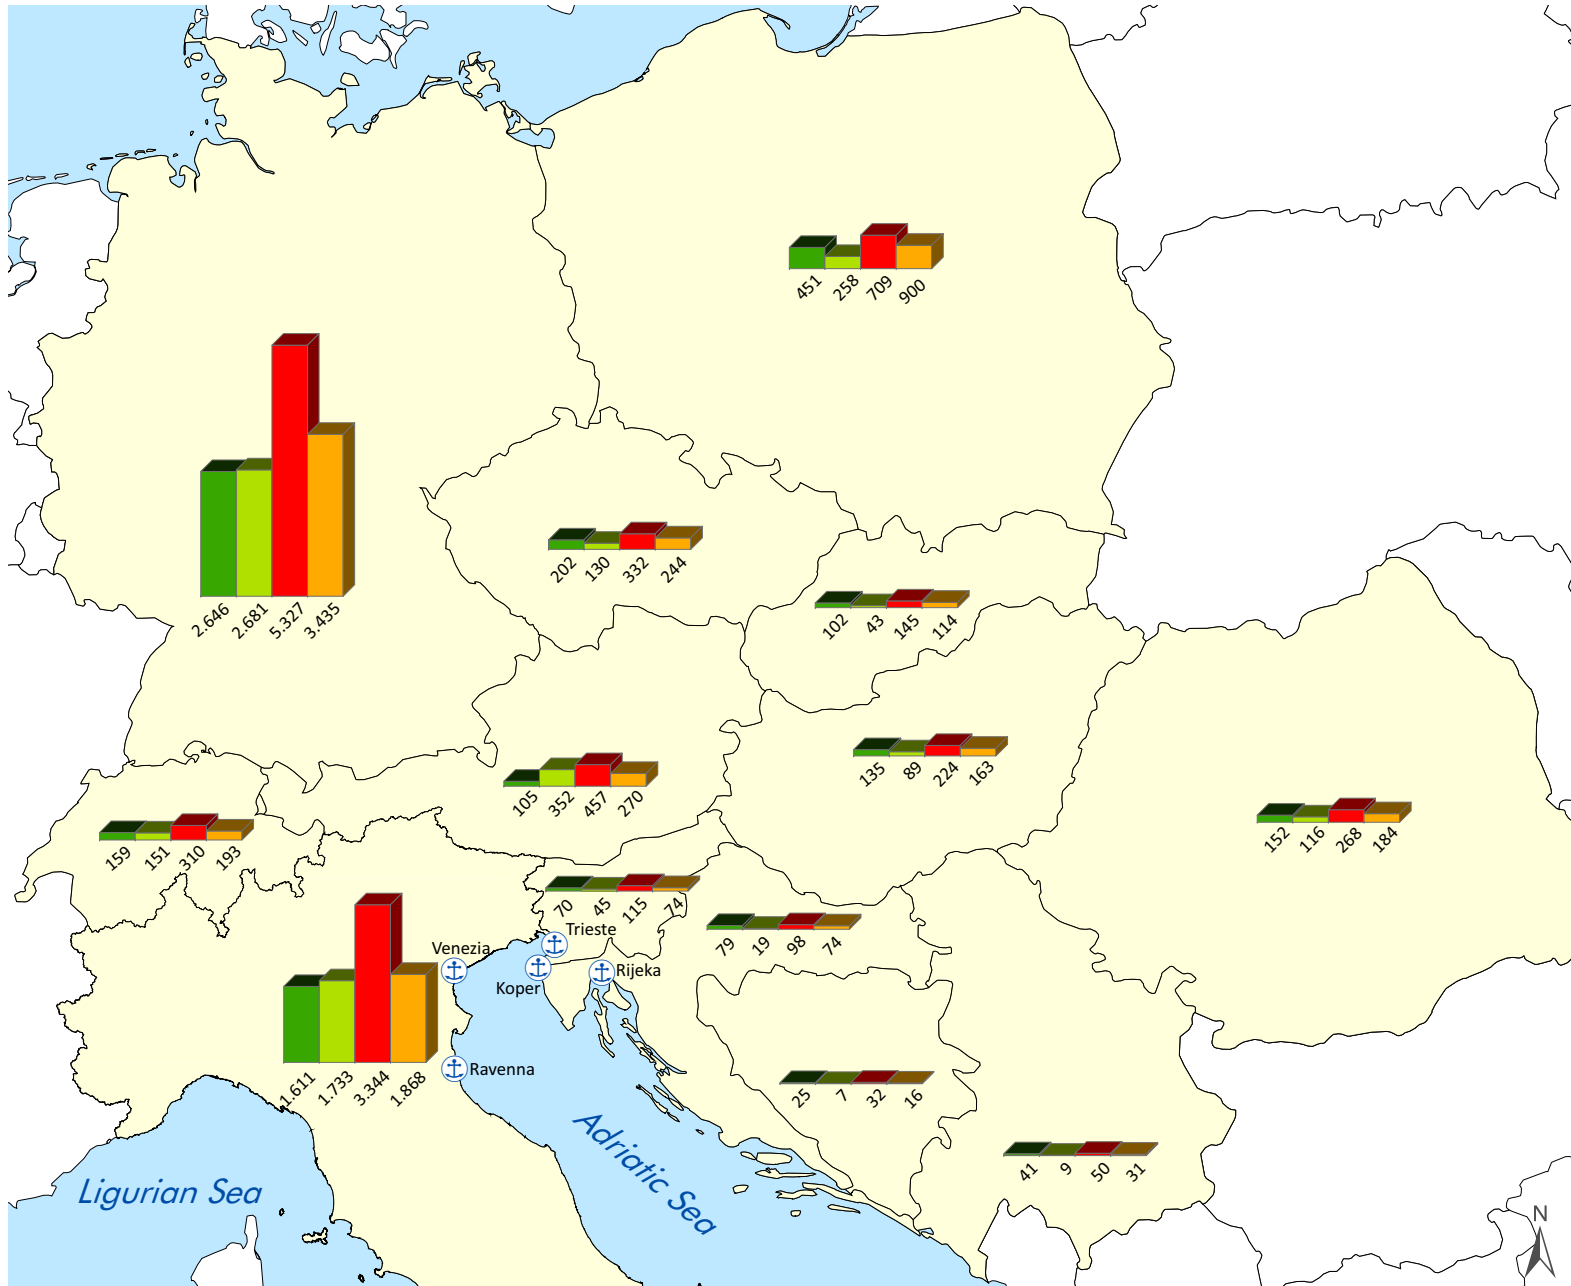 451 258 709 900
2.646 2.681 5.327 3.435
202 130 332 244
102 43 145 114
135 89 224 163
105 352 457 270
152 116 268 184
159 151 310 193
70 45 115 74
79 19 98 74
Trieste
Venezia
Koper
Rijeka
Ravenna
1.611 1.733 3.344 1.868
25 7 32 16
41 9 50 31
Adriatic Sea
Ligurian Sea
N